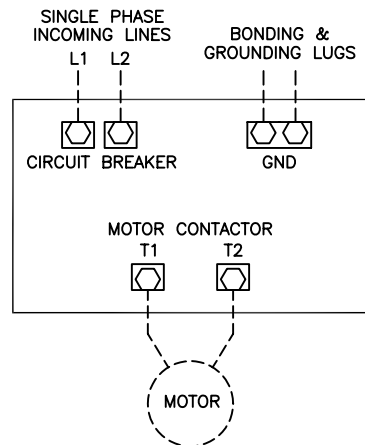 SINGLE PHASE
INCOMING LINES
L1 L2
BONDING &
GROUNDING LUGS
CIRCUIT BREAKER
GND
MOTOR CONTACTOR
T1 T2
MOTOR